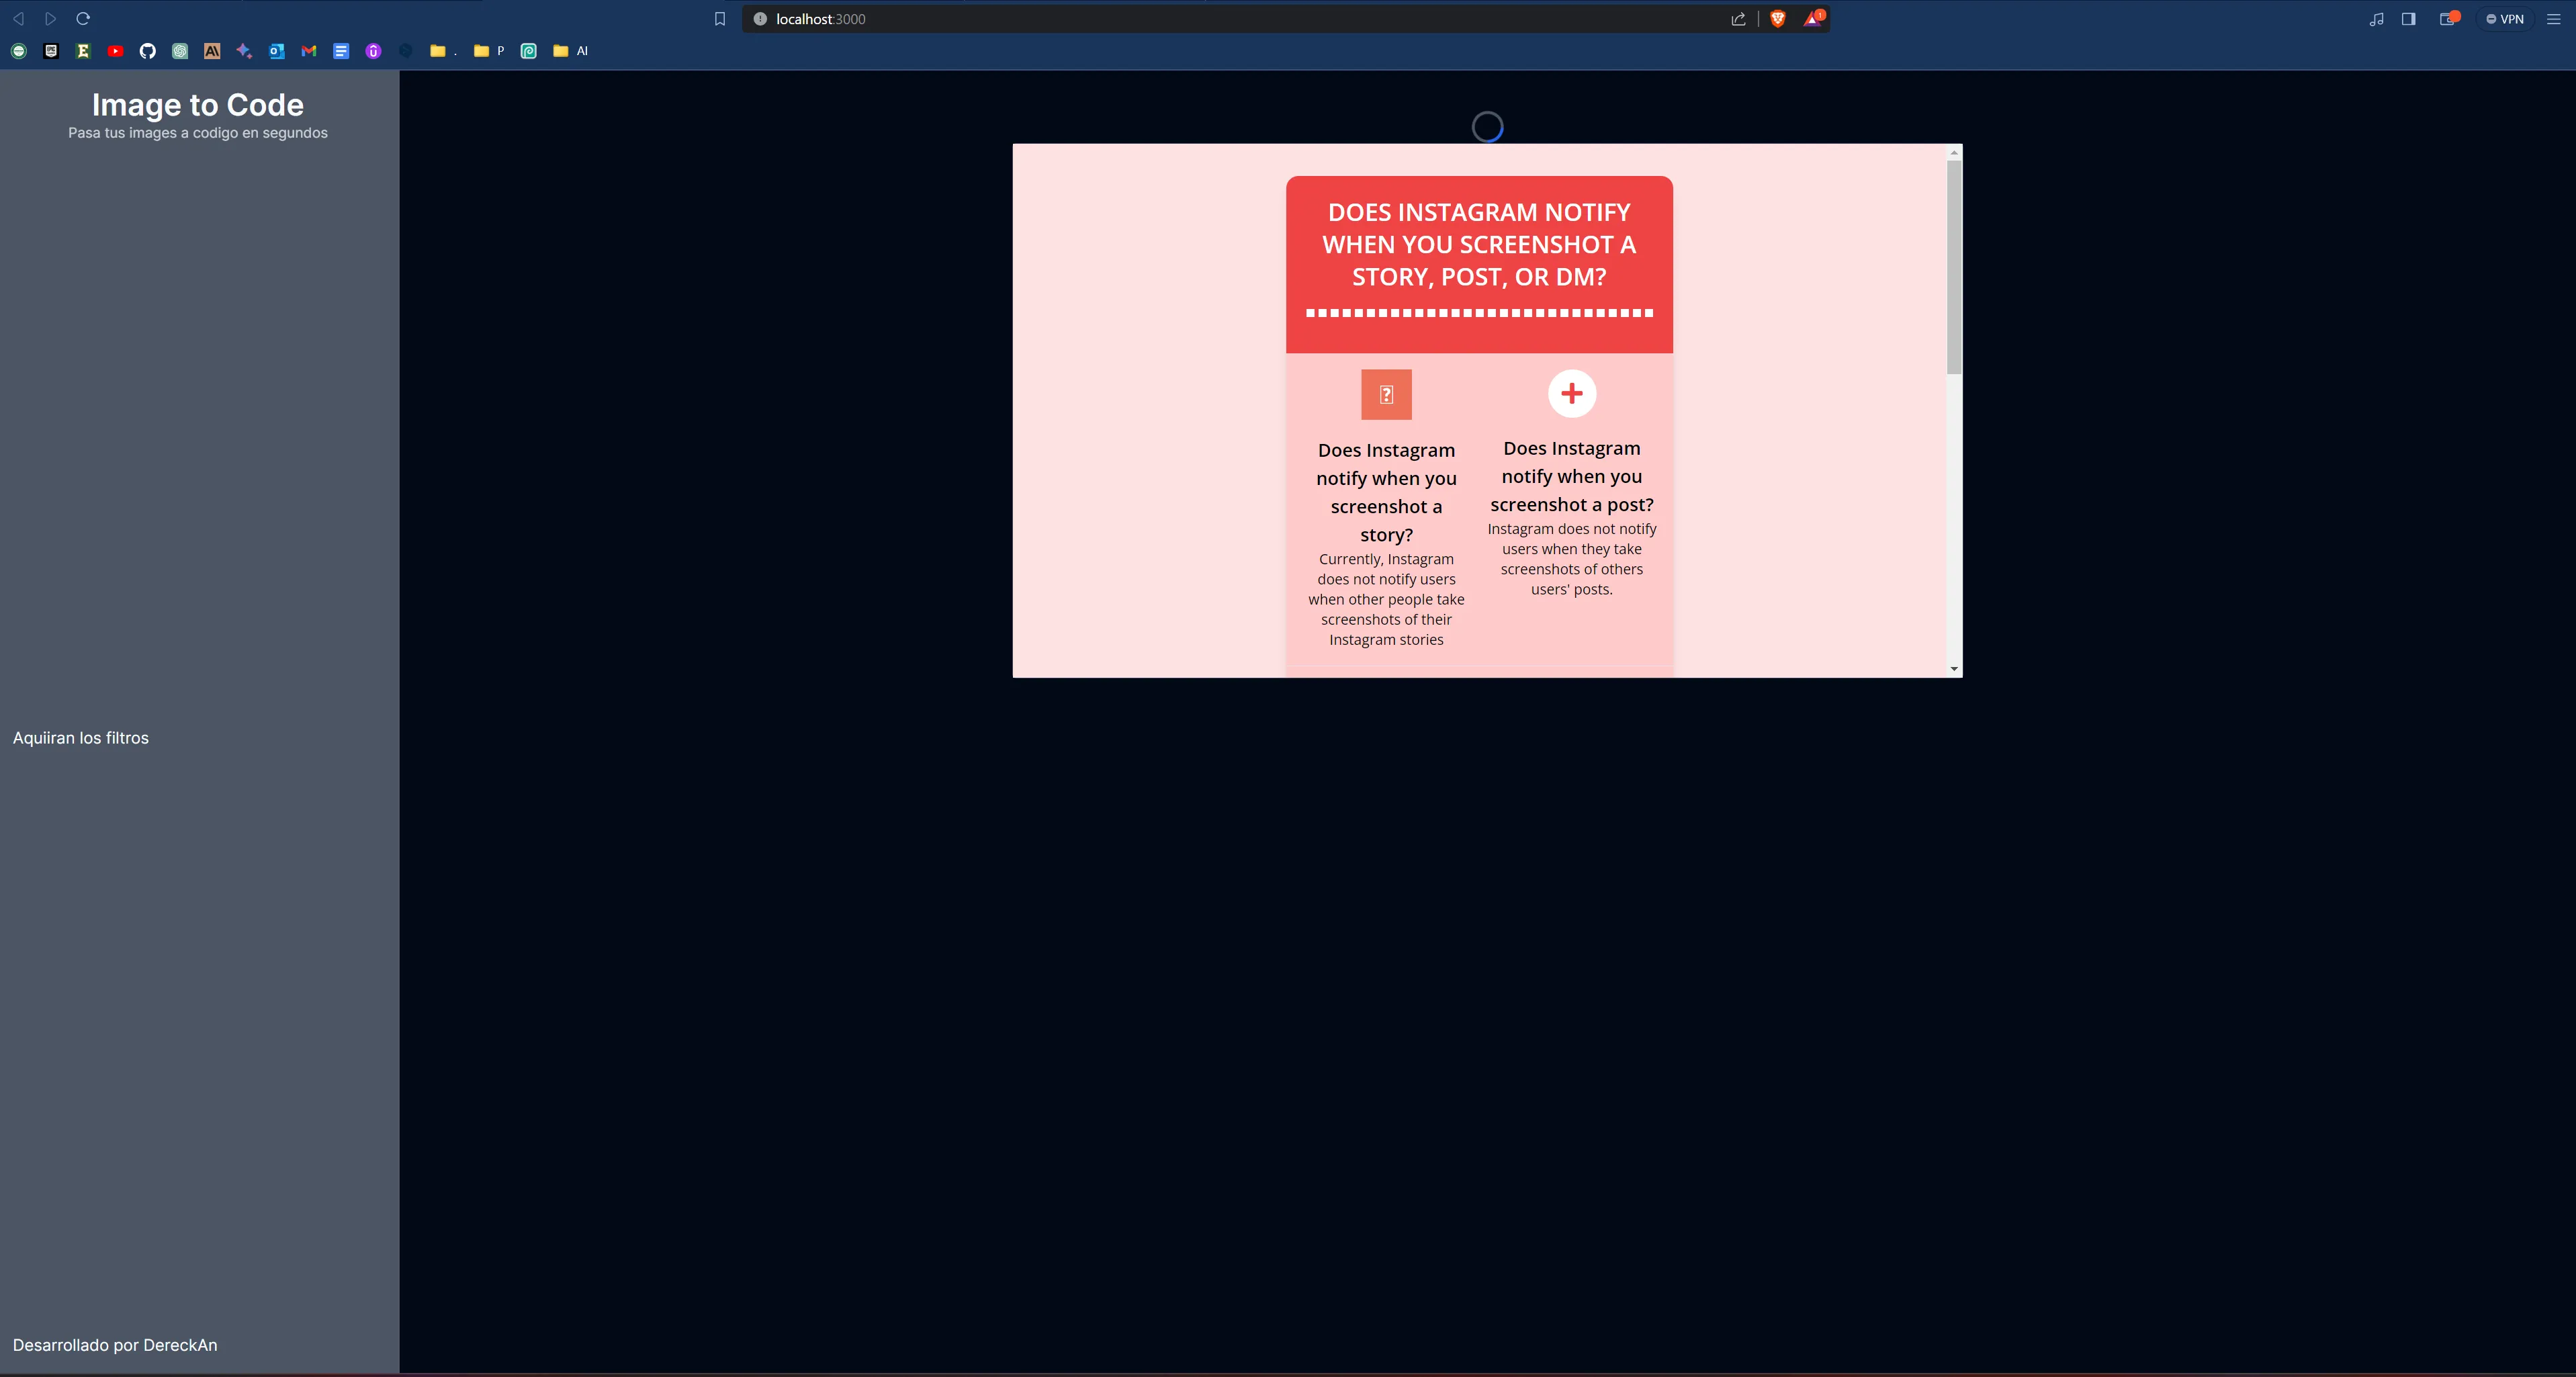 localhost:3000
VPN
.
P
AI
Image to Code
Pasa tus images a codigo en segundos
DOES INSTAGRAM NOTIFY
WHEN YOU SCREENSHOT A
STORY, POST, OR DM?
?
Does Instagram
notify when you
screenshot a
story?
Currently, Instagram
does not notify users
when other people take
screenshots of their
Instagram stories
Does Instagram
notify when you
screenshot a post?
Instagram does not notify
users when they take
screenshots of others
users' posts.
Aquiiran los filtros
Desarrollado por DereckAn